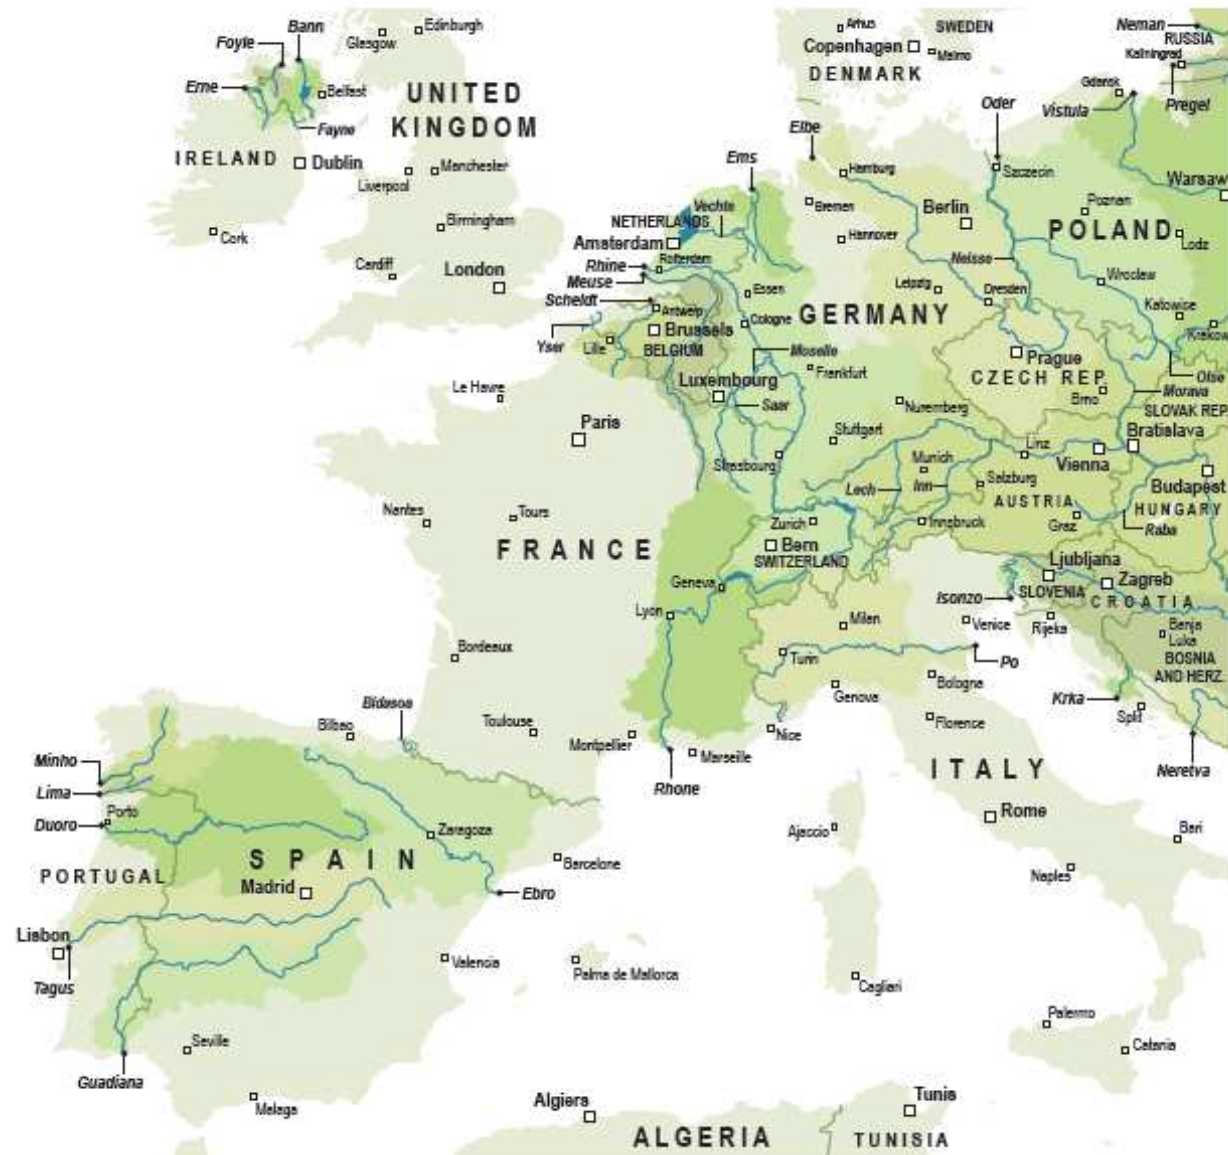 Bann
Edinburgh
Glasgow
Foyle
Erne
Belfast
Fayne
UNITED
KINGDOM
IRELAND
Dublin
Manchester
Liverpool
Birmingham
Cork
Cardiff
London
Arhus
SWEDEN
Copenhagen
Malmo
DENMARK
Neman
RUSSIA
Kaliningrad
Gdansk
Pregel
Vistula
Oder
Elbe
Ems
Hamburg
Szczecin
Warsaw
Vechte
Bremen
Berlin
Poznan
NETHERLANDS
Amsterdam
Hannover
POLAND
Lodz
Rotterdam
Rhine
Meuse
Neisse
Essen
Leipzig
Dresden
Wroclaw
Scheldt
Antwerp
GERMANY
Katowice
Cologne
Krakow
Brussels
Yser
Lille
BELGIUM
Moselle
Prague
Frankfurt
CZECH REP.
Olse
Luxembourg
Le Havre
Saar
Brno
Morava
Nuremberg
SLOVAK REP.
Paris
Stuttgart
Linz
Bratislava
Strasbourg
Munich
Vienna
Lech
Inn
Salzburg
Budapest
AUSTRIA
HUNGARY
Nantes
Tours
Zurich
Innsbruck
Graz
Raba
FRANCE
Bern
SWITZERLAND
Ljubljana
Geneva
Zagreb
SLOVENIA
CROATIA
Isonzo
Lyon
Milan
Venice
Rijeka
Banja
Luka
Bordeaux
Turin
Po
BOSNIA
AND HERZ.
Bologna
Genova
Krka
Split
Bidasoa
Bilbao
Toulouse
Montpellier
Nice
Florence
Marseille
Minho
ITALY
Lima
Rhone
Neretva
Porto
Duoro
Rome
Zaragoza
Ajaccio
Bari
SPAIN
Barcelone
PORTUGAL
Madrid
Ebro
Naples
Lisbon
Valencia
Palma de Mallorca
Tagus
Cagliari
Palermo
Seville
Catania
Guadiana
Malaga
Algiers
Tunis
ALGERIA
TUNISIA